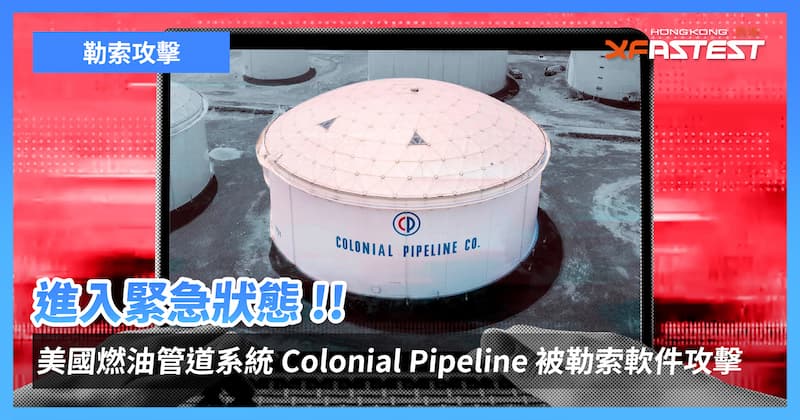 勒索攻擊
HONGKONG
XFASTEST
CP
COLONIAL PIPELINE CO.
進入緊急狀態 !!
美國燃油管道系統 Colonial Pipeline 被勒索軟件攻擊